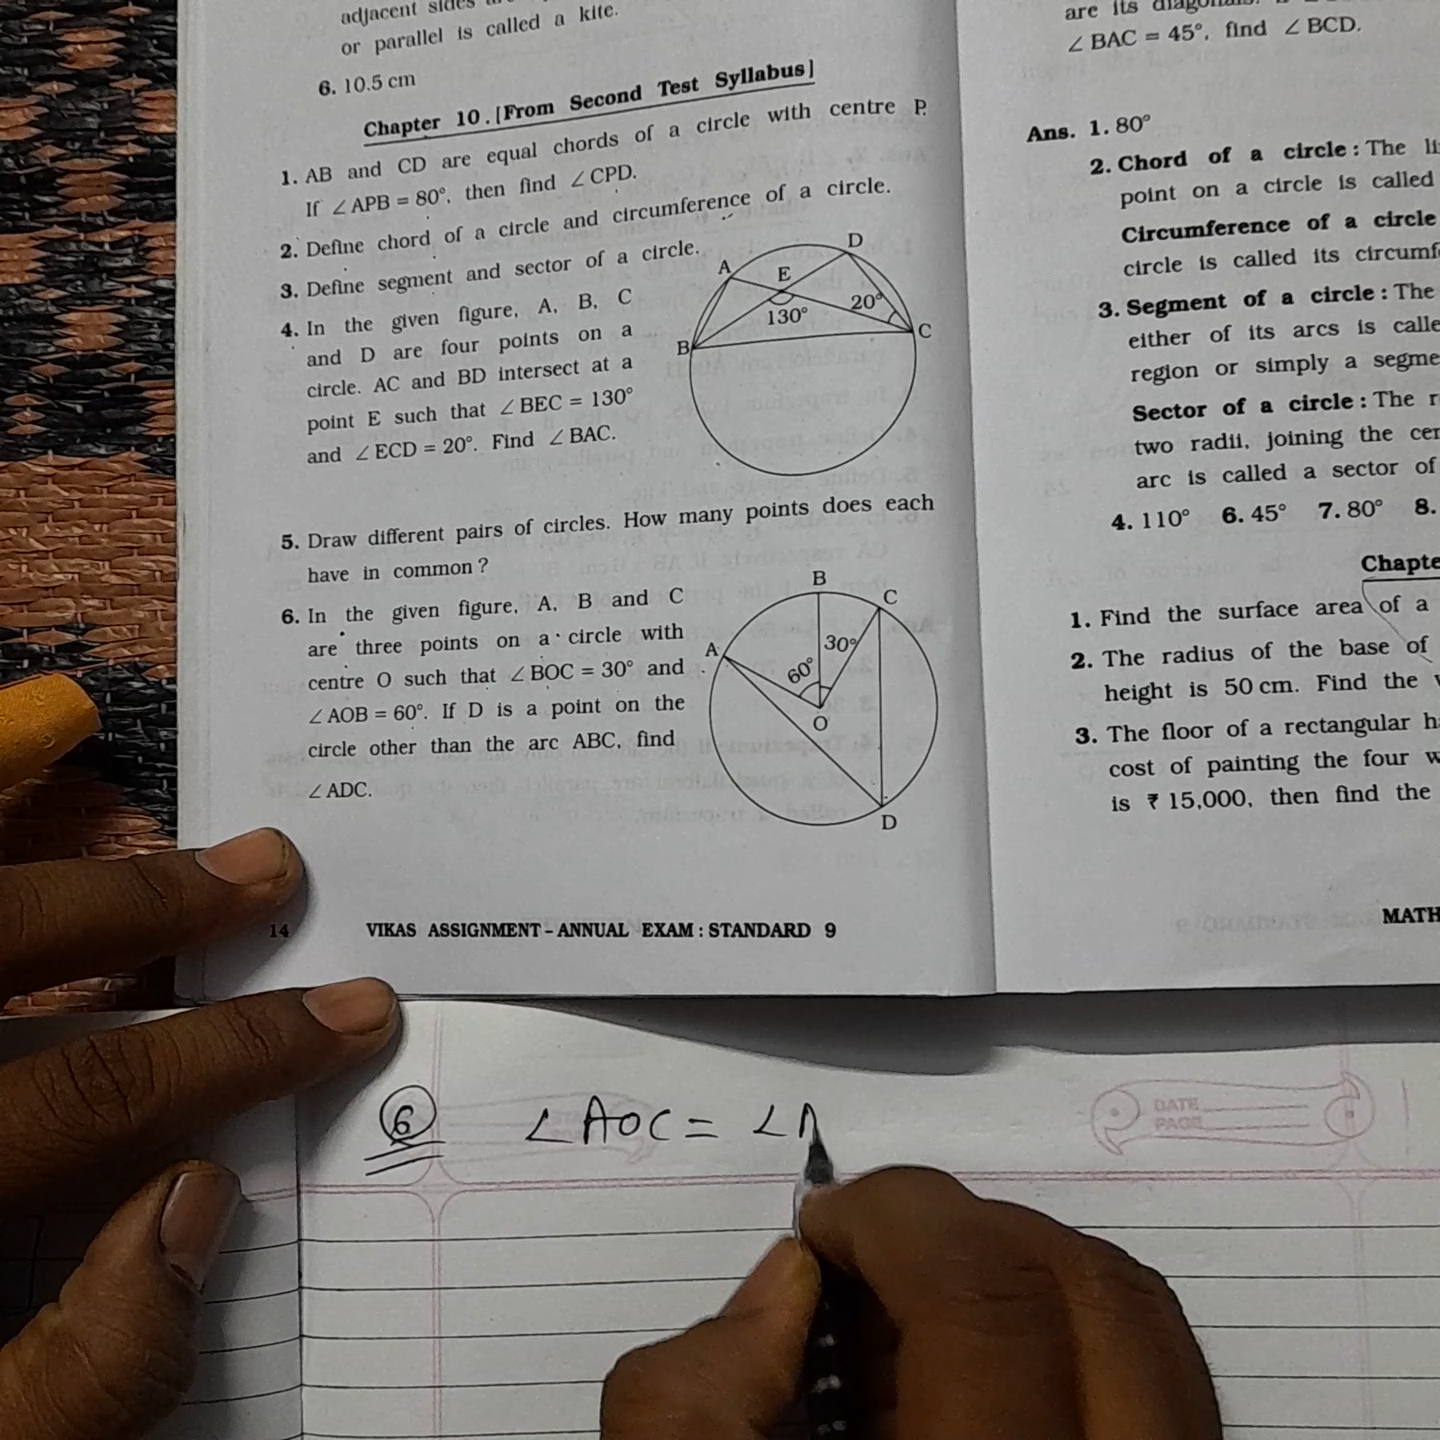 adjacent sides
or parallel is called a kite.
6. 10.5 cm
Chapter 10. [From Second Test Syllabus]
1. AB and CD are equal chords of a circle with centre P.
If ∠APB = 80°, then find ∠CPD.
2. Define chord of a circle and circumference of a circle.
3. Define segment and sector of a circle.
4. In the given figure, A, B, C
and D are four points on a
circle. AC and BD intersect at a
point E such that ∠BEC = 130°
and ∠ECD = 20°. Find ∠BAC.
A
D
E
130°
20°
B
C
5. Draw different pairs of circles. How many points does each
have in common?
6. In the given figure, A, B and C
are three points on a circle with
centre O such that ∠BOC = 30° and
∠AOB = 60°. If D is a point on the
circle other than the arc ABC, find
∠ADC.
B
C
A
30°
60°
O
D
14
VIKAS ASSIGNMENT - ANNUAL EXAM : STANDARD 9
are its
∠BAC = 45°, find ∠BCD.
Ans. 1. 80°
2. Chord of a circle : The
point on a circle is called
Circumference of a circle
circle is called its
3. Segment of a circle : The
either of its arcs is
region or simply a
Sector of a circle : The
two radii, joining the
arc is called a sector of
4. 110° 6. 45° 7. 80° 8.
1. Find the surface area of a
2. The radius of the base of
height is 50 cm. Find the
3. The floor of a rectangular
cost of painting the four
is ₹ 15,000, then find the
MATH
DATE
PAGE
6 ∠AOC = ∠A